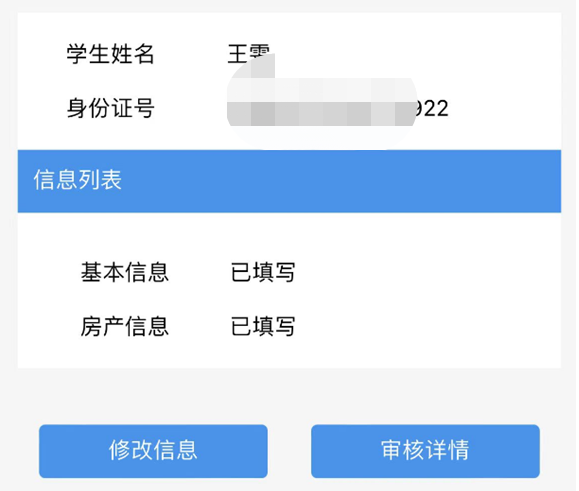 学生姓名 王
身份证号 922
信息列表
基本信息 已填写
房产信息 已填写
修改信息 审核详情